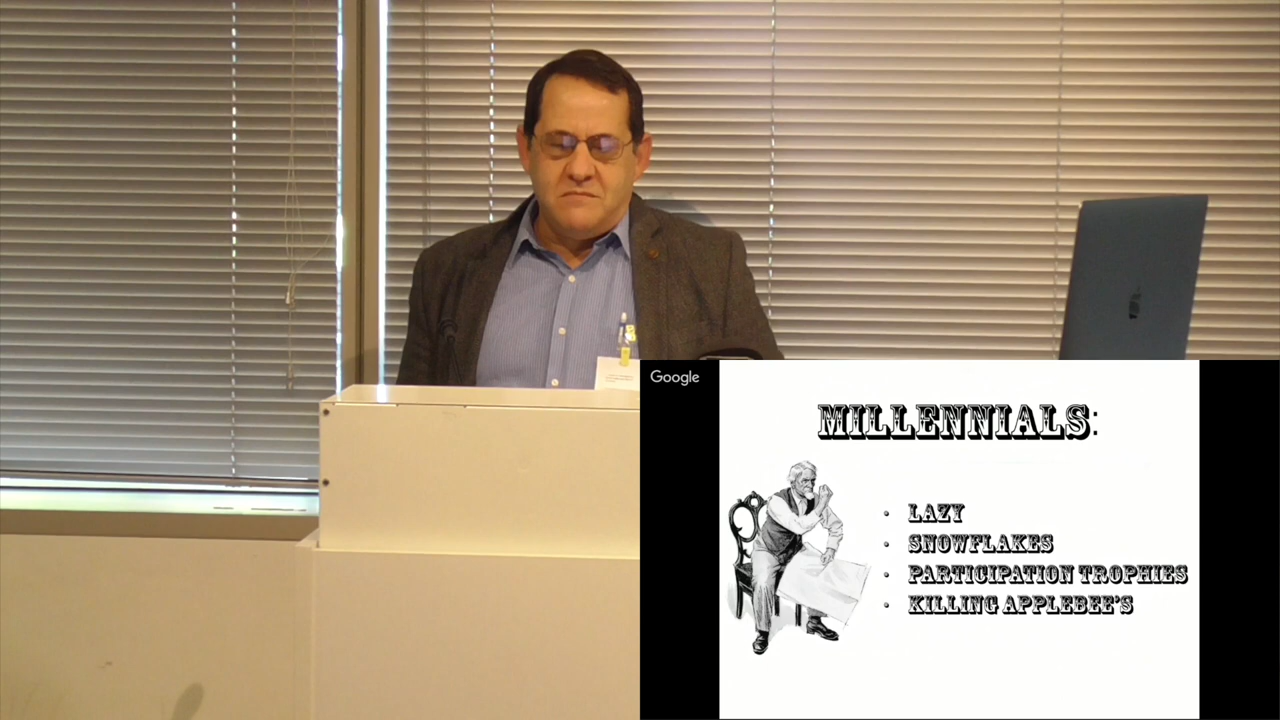 Google
MILLENNIALS:
• LAZY
• SNOWFLAKES
• PARTICIPATION TROPHIES
• KILLING APPLEBEE'S